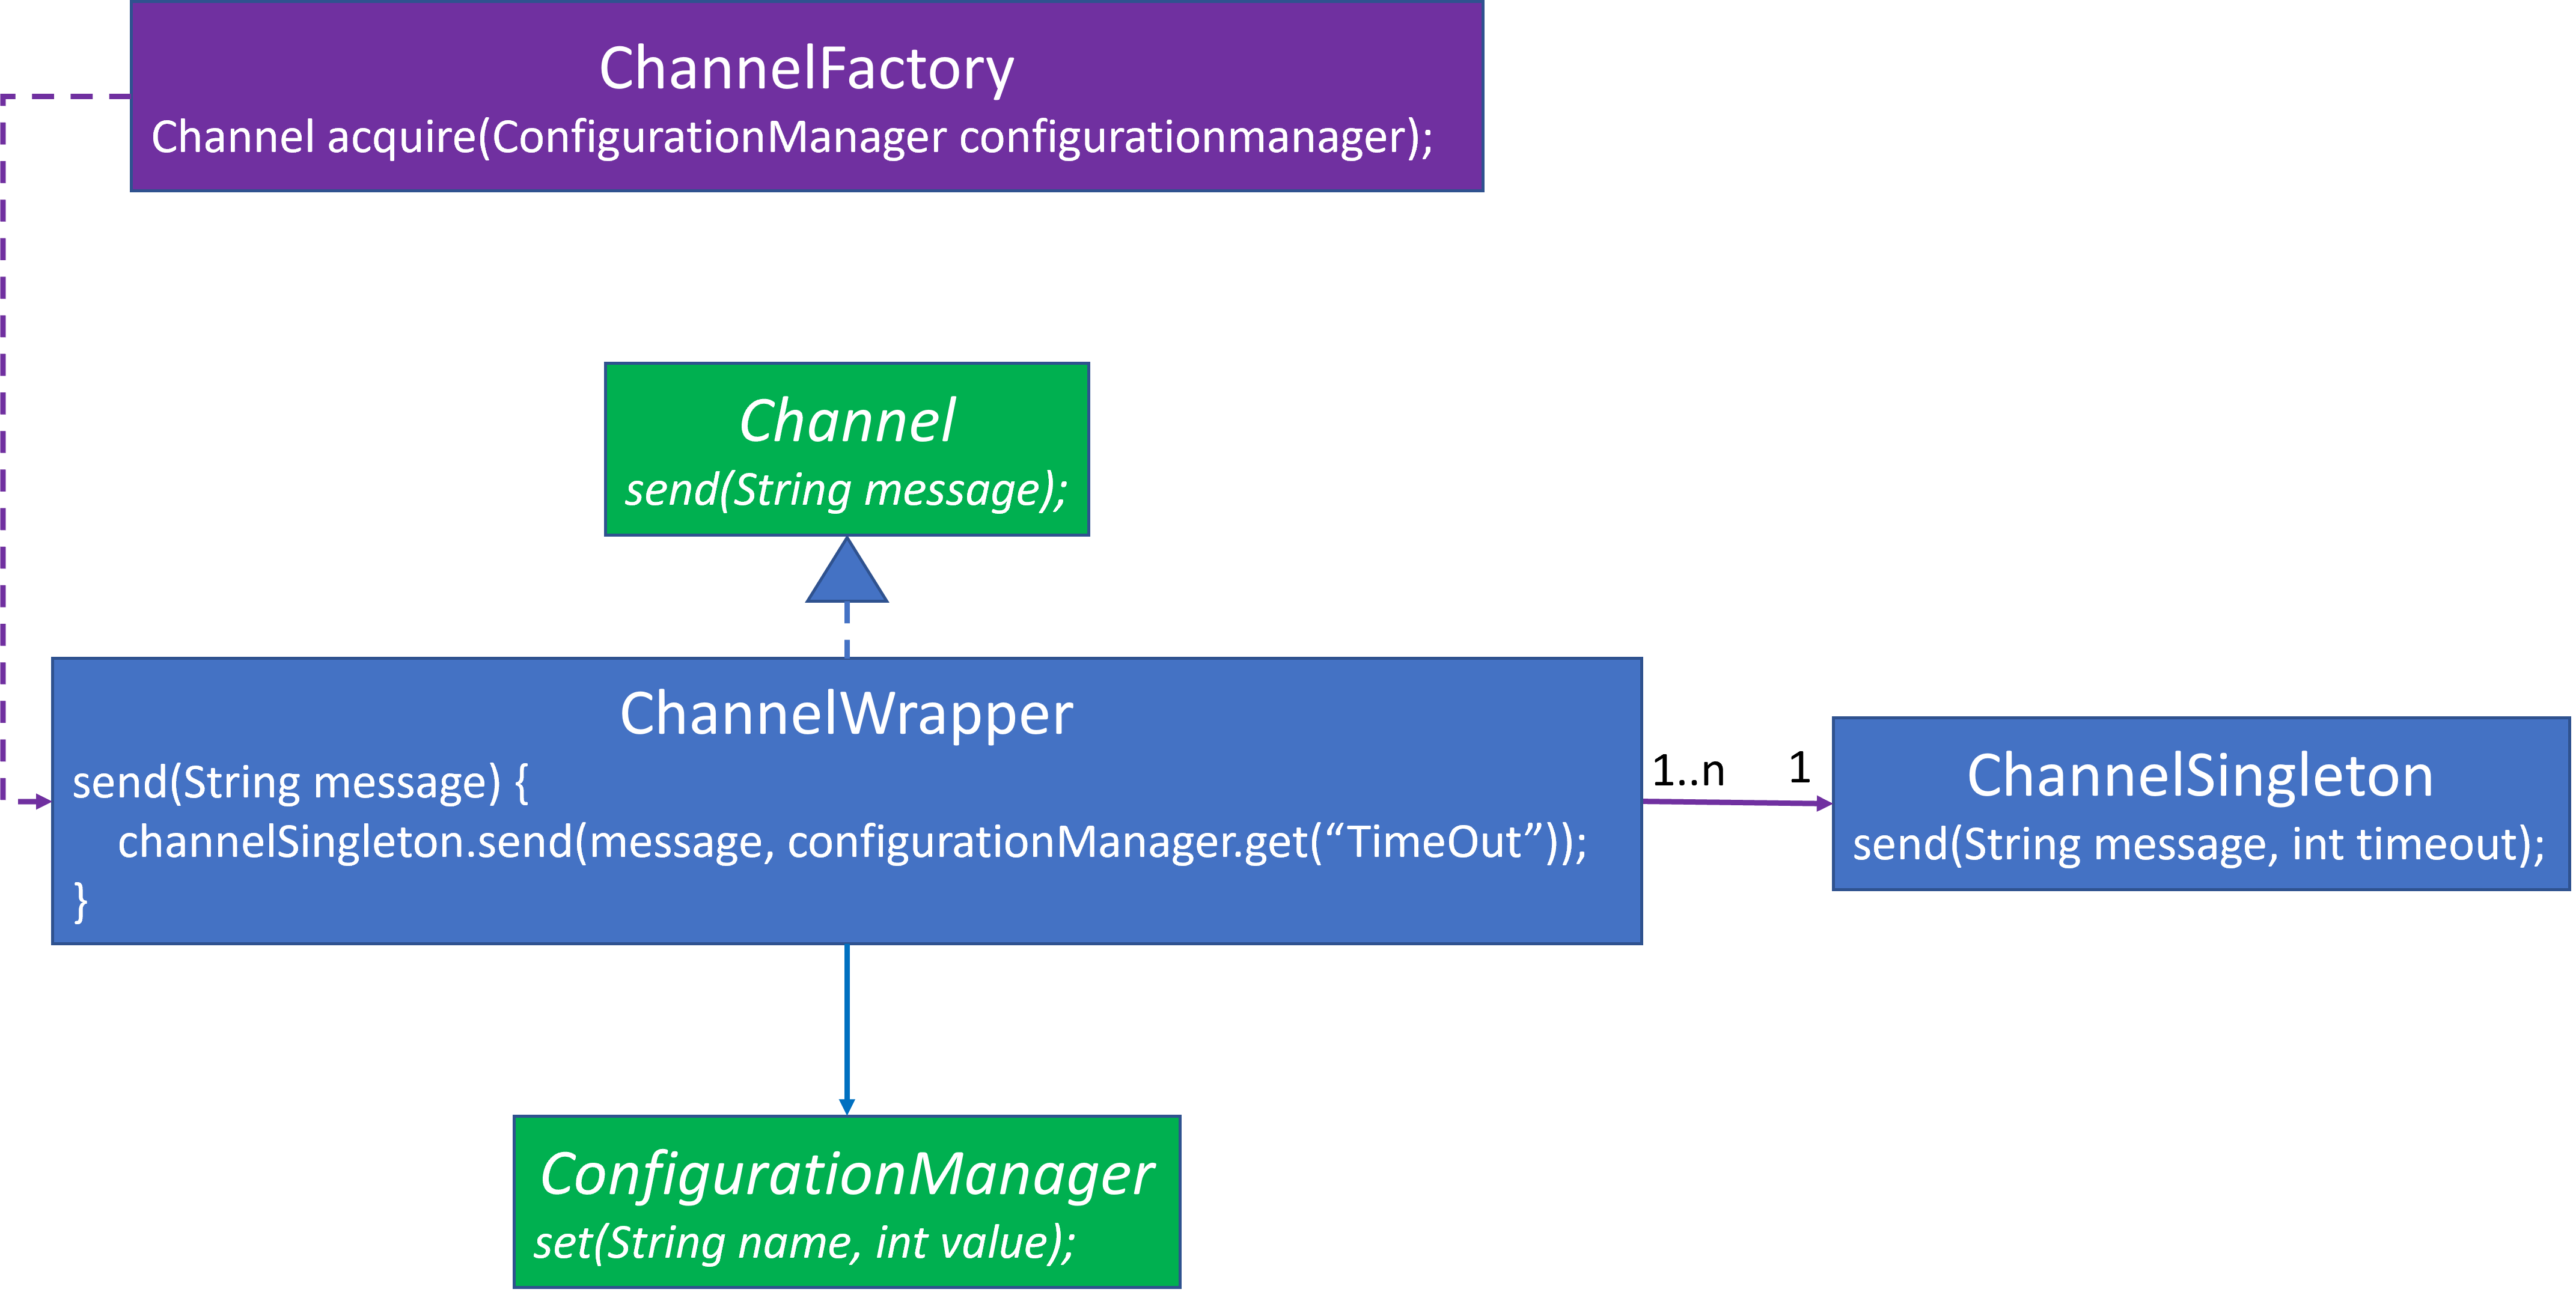 ChannelFactory
Channel acquire(ConfigurationManager configurationmanager);
Channel
send(String message);
ChannelWrapper
send(String message) {
channelSingleton.send(message, configurationManager.get(“TimeOut”));
}
1..n 1
ChannelSingleton
send(String message, int timeout);
ConfigurationManager
set(String name, int value);